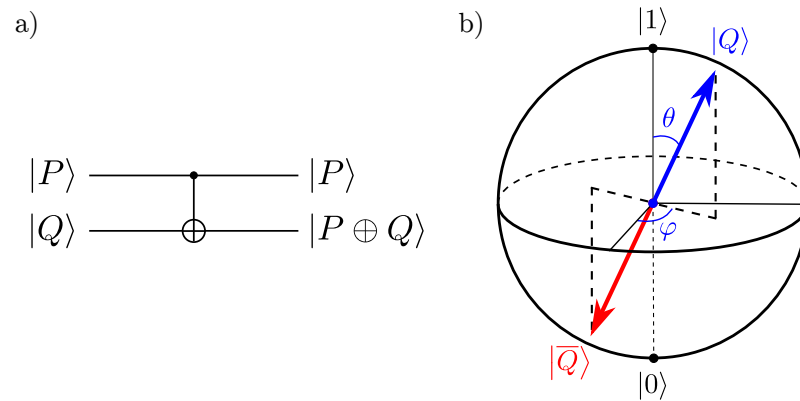 a)
|P⟩ |P⟩
|Q⟩ |P ⊕ Q⟩
b)
|1⟩
|Q⟩
θ
φ
|Q̅⟩
|0⟩